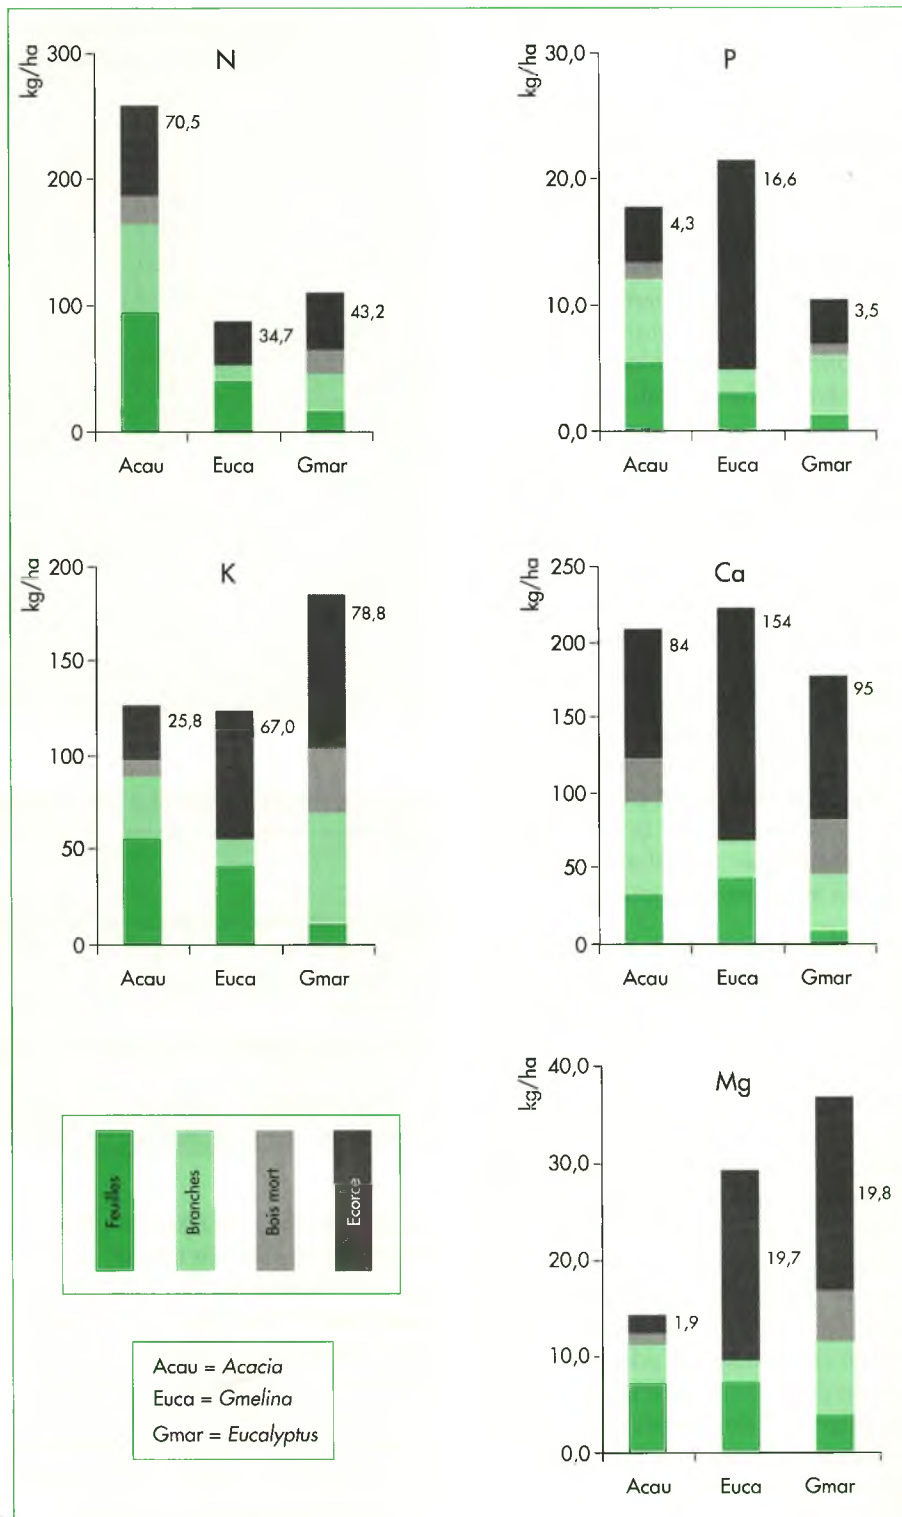 N
kg/ha
300
200
100
0
70,5
34,7
43,2
Acau Euca Gmar
P
kg/ha
30,0
20,0
10,0
0,0
4,3
16,6
3,5
Acau Euca Gmar
K
kg/ha
200
150
100
50
0
25,8
67,0
78,8
Acau Euca Gmar
Ca
kg/ha
250
200
150
100
50
0
84
154
95
Acau Euca Gmar
Feuilles
Branches
Bois mort
Ecorce
Acau = Acacia
Euca = Gmelina
Gmar = Eucalyptus
Mg
kg/ha
40,0
30,0
20,0
10,0
0,0
1,9
19,7
19,8
Acau Euca Gmar